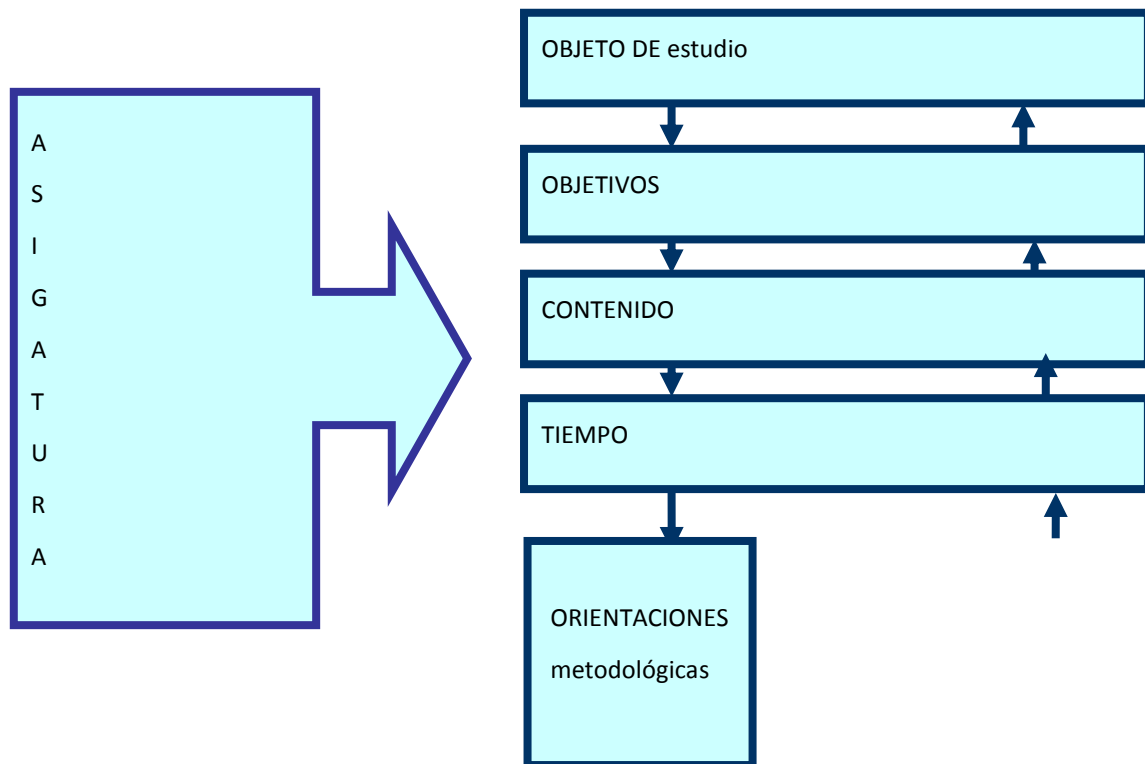 A
S
I
G
A
T
U
R
A
OBJETO DE estudio
OBJETIVOS
CONTENIDO
TIEMPO
ORIENTACIONES
metodológicas